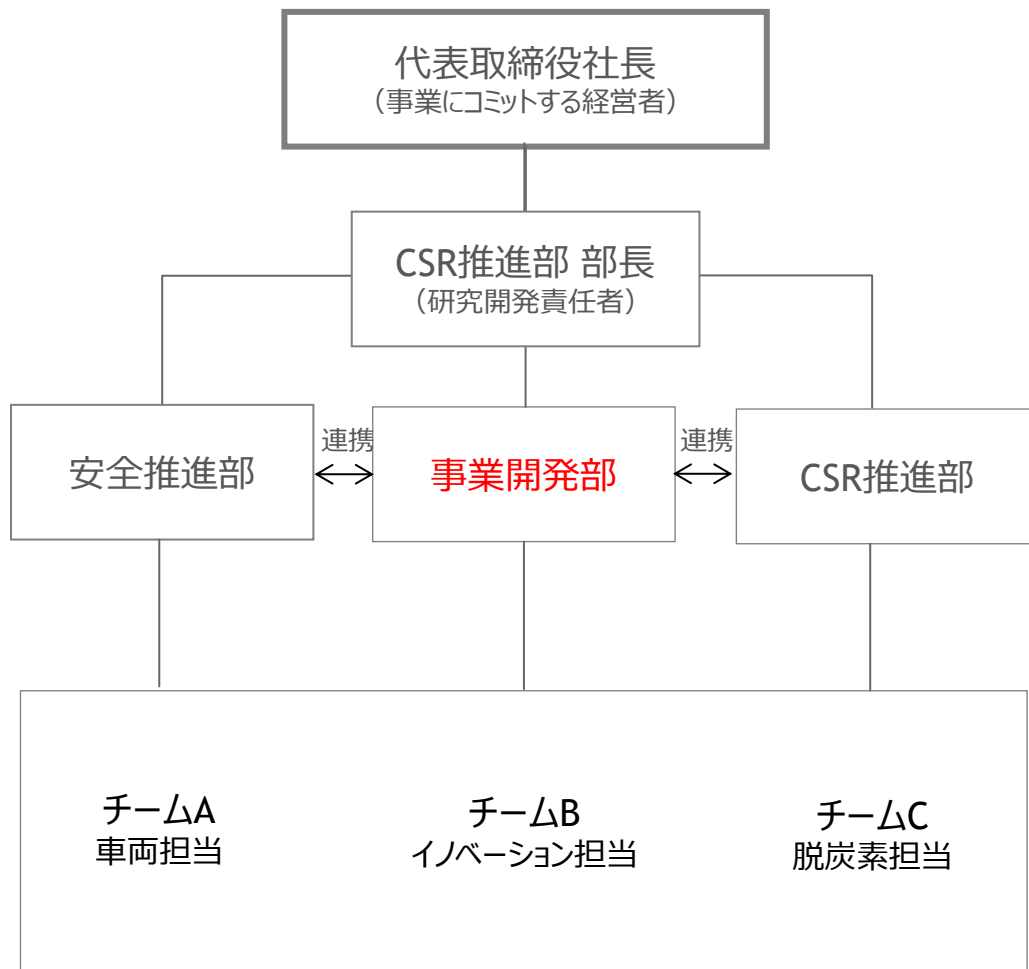 代表取締役社長
（事業にコミットする経営者）
CSR推進部 部長
（研究開発責任者）
安全推進部
連携
事業開発部
連携
CSR推進部
チームA
車両担当
チームB
イノベーション担当
チームC
脱炭素担当